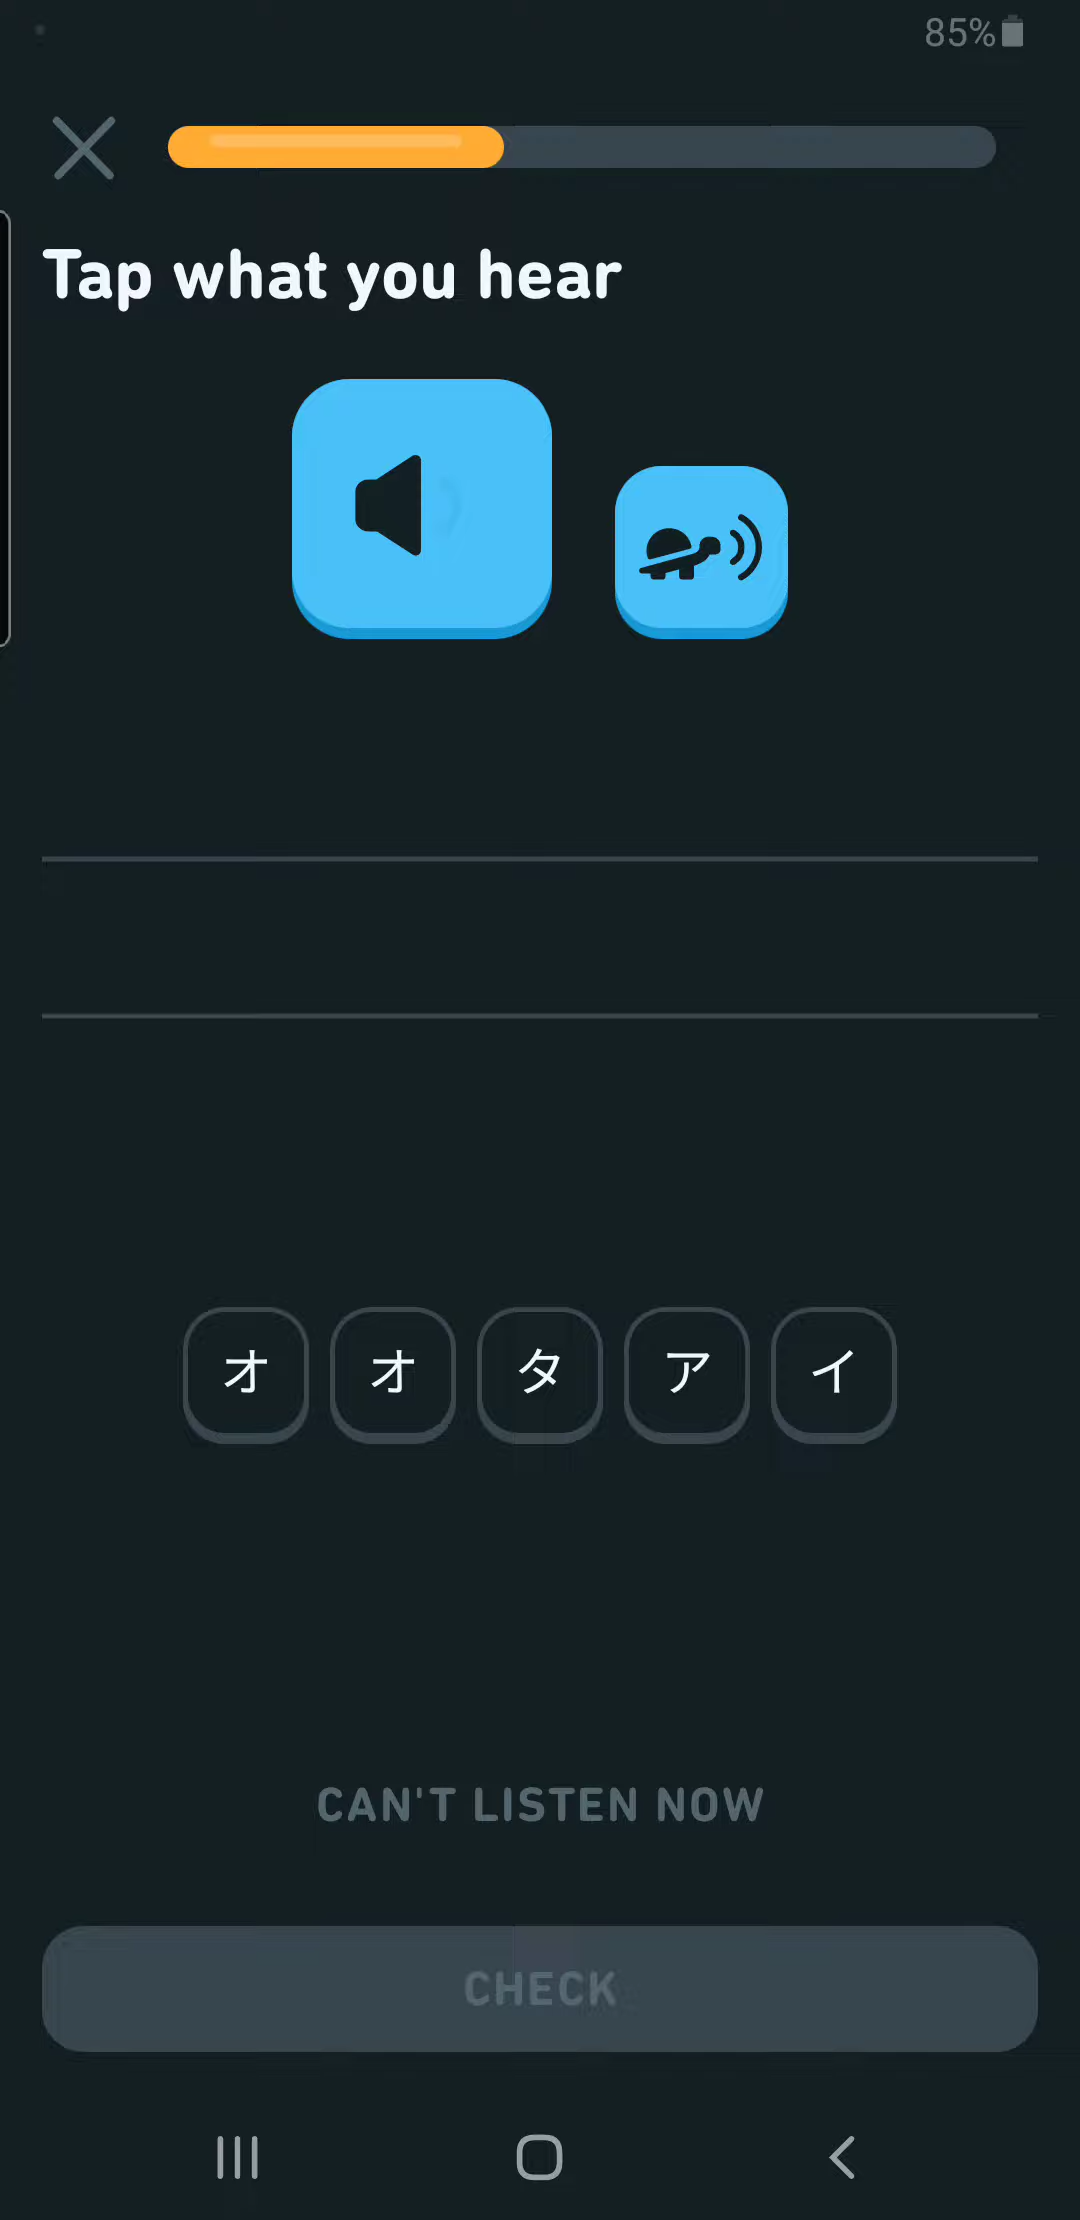 85%
Tap what you hear
オ オ タ ア イ
CAN'T LISTEN NOW
CHECK